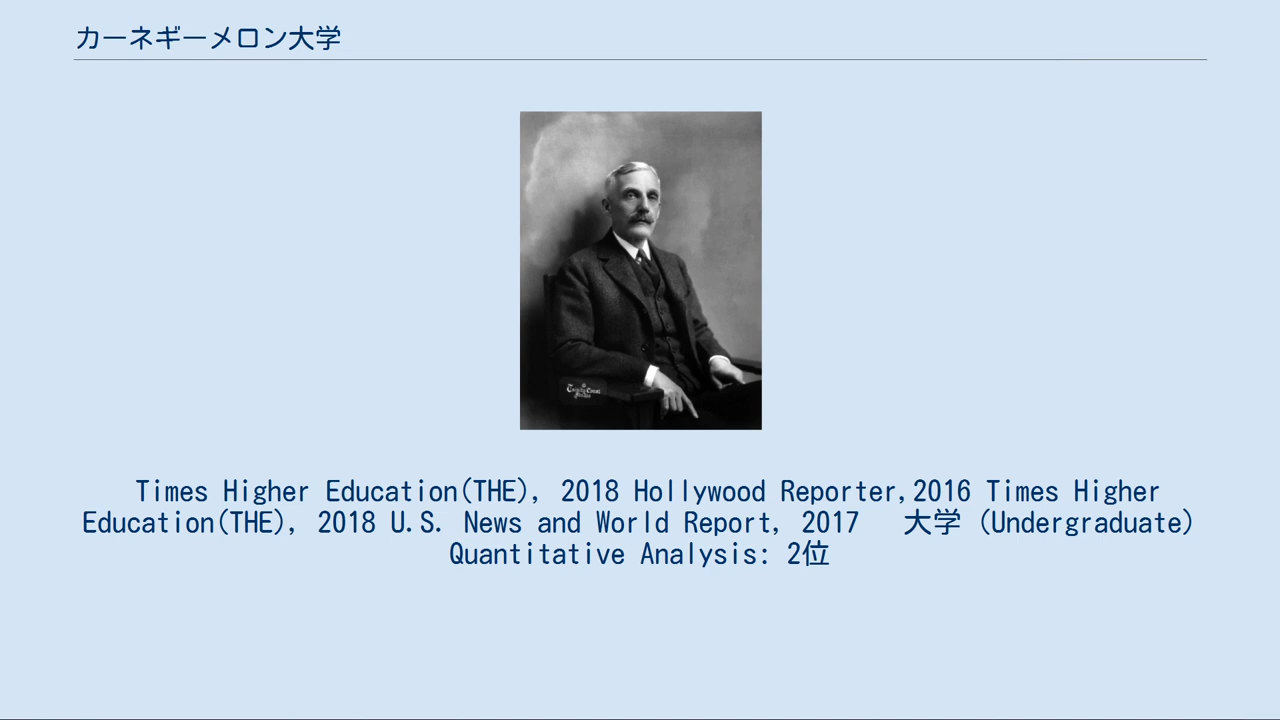 カーネギーメロン大学
Times Higher Education(THE), 2018 Hollywood Reporter,2016 Times Higher
Education(THE), 2018 U.S. News and World Report, 2017　 大学 (Undergraduate)
Quantitative Analysis: 2位